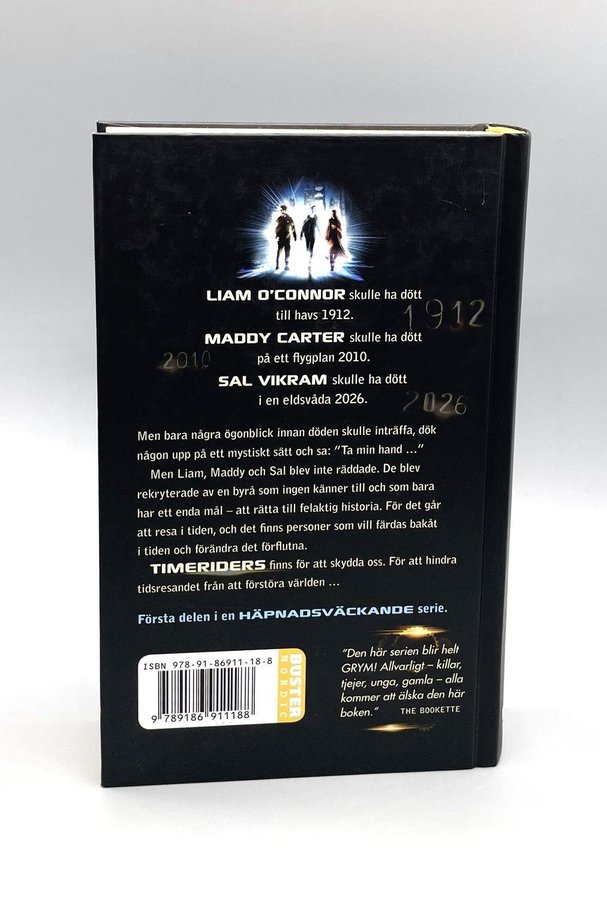 LIAM O'CONNOR skulle ha dött
till havs 1912.
1912
MADDY CARTER skulle ha dött
2010
på ett flygplan 2010.
SAL VIKRAM skulle ha dött
i en eldsvåda 2026.
2026
Men bara några ögonblick innan döden skulle inträffa, dök
någon upp på ett mystiskt sätt och sa: "Ta min hand ..."
Men Liam, Maddy och Sal blev inte räddade. De blev
rekryterade av en byrå som ingen känner till och som bara
har ett enda mål – att rätta till felaktig historia. För det går
att resa i tiden, och det finns personer som vill färdas bakåt
i tiden och förändra det förflutna.
TIMERIDERS finns för att skydda oss. För att hindra
tidsresandet från att förstöra världen ...
Första delen i en HÄPNADSVÄCKANDE serie.
ISBN 978-91-86911-18-8
9 789186 911188
BUSTER
NORDIC
"Den här serien blir helt
GRYM! Allvarligt – killar,
tjejer, unga, gamla – alla
kommer att älska den här
boken." THE BOOKETTE